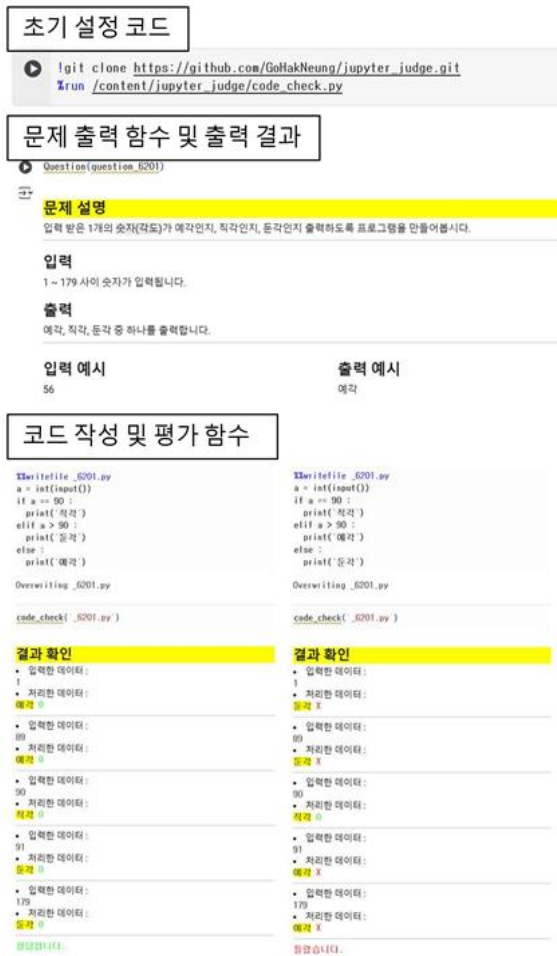 초기 설정 코드
!git clone https://github.com/GoHakNeung/jupyter_judge.git
%run /content/jupyter_judge/code_check.py
문제 출력 함수 및 출력 결과
Question(question_6201)
문제 설명
입력 받은 1개의 숫자(각도)가 예각인지, 직각인지, 둔각인지 출력하도록 프로그램을 만들어봅시다.
입력
1 ~ 179 사이 숫자가 입력됩니다.
출력
예각, 직각, 둔각 중 하나를 출력합니다.
입력 예시
56
출력 예시
예각
코드 작성 및 평가 함수
%%writefile _6201.py
a = int(input())
if a == 90 :
print('직각')
elif a > 90 :
print('둔각')
else :
print('예각')
Overwriting _6201.py
code_check('_6201.py')
결과 확인
• 입력한 데이터 :
1
• 처리한 데이터 :
예각 O
• 입력한 데이터 :
89
• 처리한 데이터 :
예각 O
• 입력한 데이터 :
90
• 처리한 데이터 :
직각 O
• 입력한 데이터 :
91
• 처리한 데이터 :
둔각 O
• 입력한 데이터 :
179
• 처리한 데이터 :
둔각 O
정답입니다.
%%writefile _6201.py
a = int(input())
if a == 90 :
print('직각')
elif a > 90 :
print('예각')
else :
print('둔각')
Overwriting _6201.py
code_check('_6201.py')
결과 확인
• 입력한 데이터 :
1
• 처리한 데이터 :
둔각 X
• 입력한 데이터 :
89
• 처리한 데이터 :
둔각 X
• 입력한 데이터 :
90
• 처리한 데이터 :
직각 O
• 입력한 데이터 :
91
• 처리한 데이터 :
예각 X
• 입력한 데이터 :
179
• 처리한 데이터 :
예각 X
틀렸습니다.